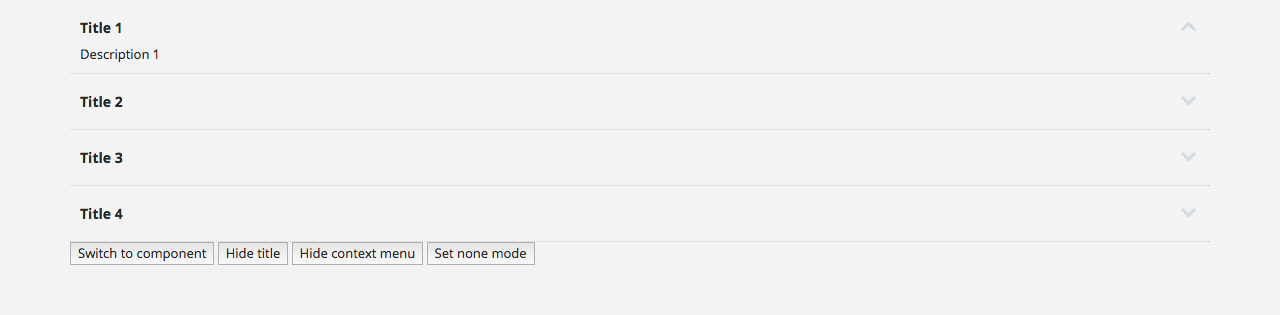 Title 1
Description 1
Title 2
Title 3
Title 4
Switch to component Hide title Hide context menu Set none mode